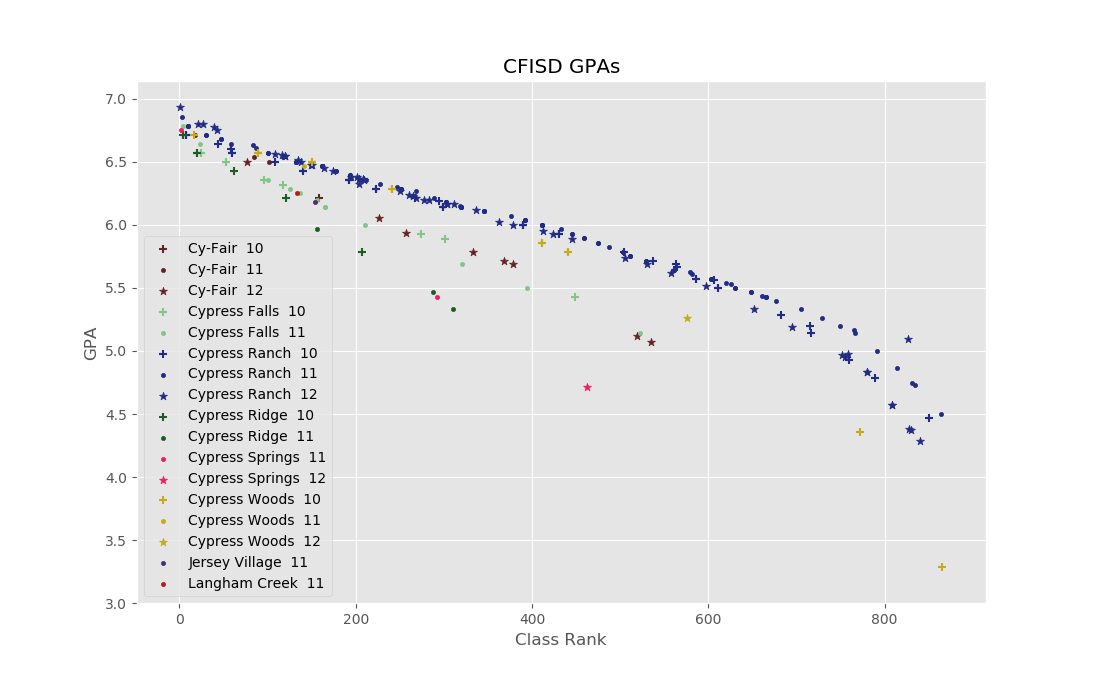 CFISD GPAs
GPA
7.0
6.5
6.0
5.5
5.0
4.5
4.0
3.5
3.0
Cy-Fair 10
Cy-Fair 11
Cy-Fair 12
Cypress Falls 10
Cypress Falls 11
Cypress Ranch 10
Cypress Ranch 11
Cypress Ranch 12
Cypress Ridge 10
Cypress Ridge 11
Cypress Springs 11
Cypress Springs 12
Cypress Woods 10
Cypress Woods 11
Cypress Woods 12
Jersey Village 11
Langham Creek 11
0 200 400 600 800
Class Rank